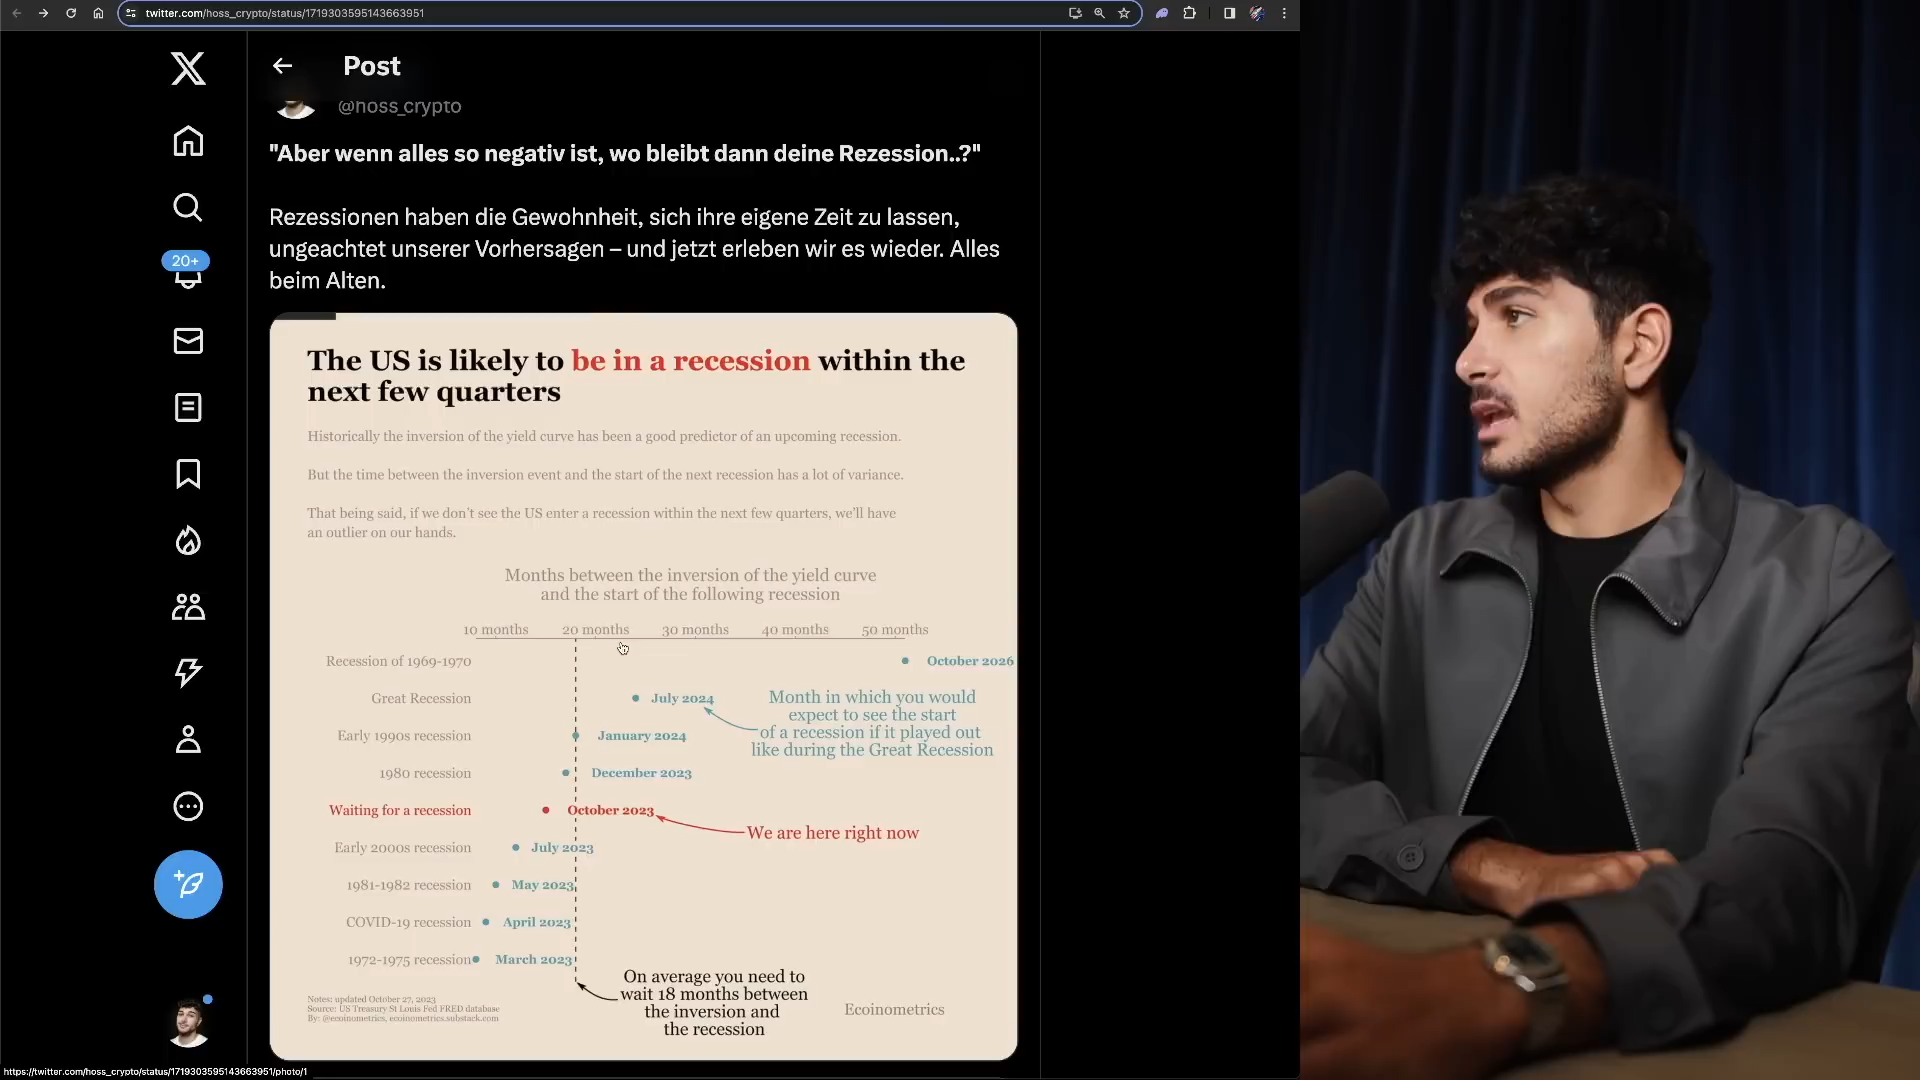 twitter.com/hoss_crypto/status/1719303595143663951
Post
@hoss_crypto
"Aber wenn alles so negativ ist, wo bleibt dann deine Rezession..?"
Rezessionen haben die Gewohnheit, sich ihre eigene Zeit zu lassen,
ungeachtet unserer Vorhersagen – und jetzt erleben wir es wieder. Alles
beim Alten.
20+
The US is likely to be in a recession within the
next few quarters
Historically the inversion of the yield curve has been a good predictor of an upcoming recession.
But the time between the inversion event and the start of the next recession has a lot of variance.
That being said, if we don't see the US enter a recession within the next few quarters, we'll have
an outlier on our hands.
Months between the inversion of the yield curve
and the start of the following recession
10 months 20 months 30 months 40 months 50 months
Recession of 1969-1970 October 2026
Great Recession July 2024
Month in which you would
expect to see the start
of a recession if it played out
like during the Great Recession
Early 1990s recession January 2024
1980 recession December 2023
Waiting for a recession October 2023
We are here right now
Early 2000s recession July 2023
1981-1982 recession May 2023
COVID-19 recession April 2023
1972-1975 recession March 2023
On average you need to
wait 18 months between
the inversion and
the recession
Notes: updated October 27, 2023
Source: US Treasury St Louis Fed FRED database
By: @ecoinometrics, ecoinometrics.substack.com
Ecoinometrics
https://twitter.com/hoss_crypto/status/1719303595143663951/photo/1